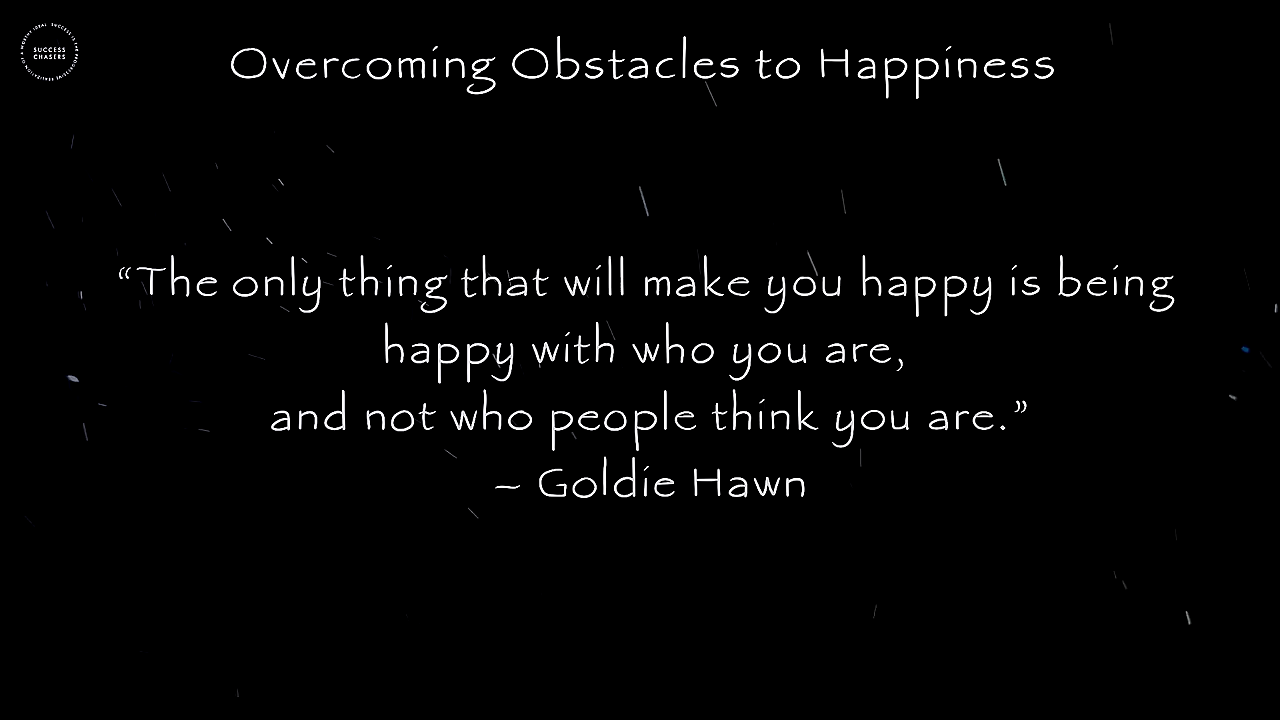 SUCCESS
CHASERS
Overcoming Obstacles to Happiness
“The only thing that will make you happy is being
happy with who you are,
and not who people think you are.”
– Goldie Hawn